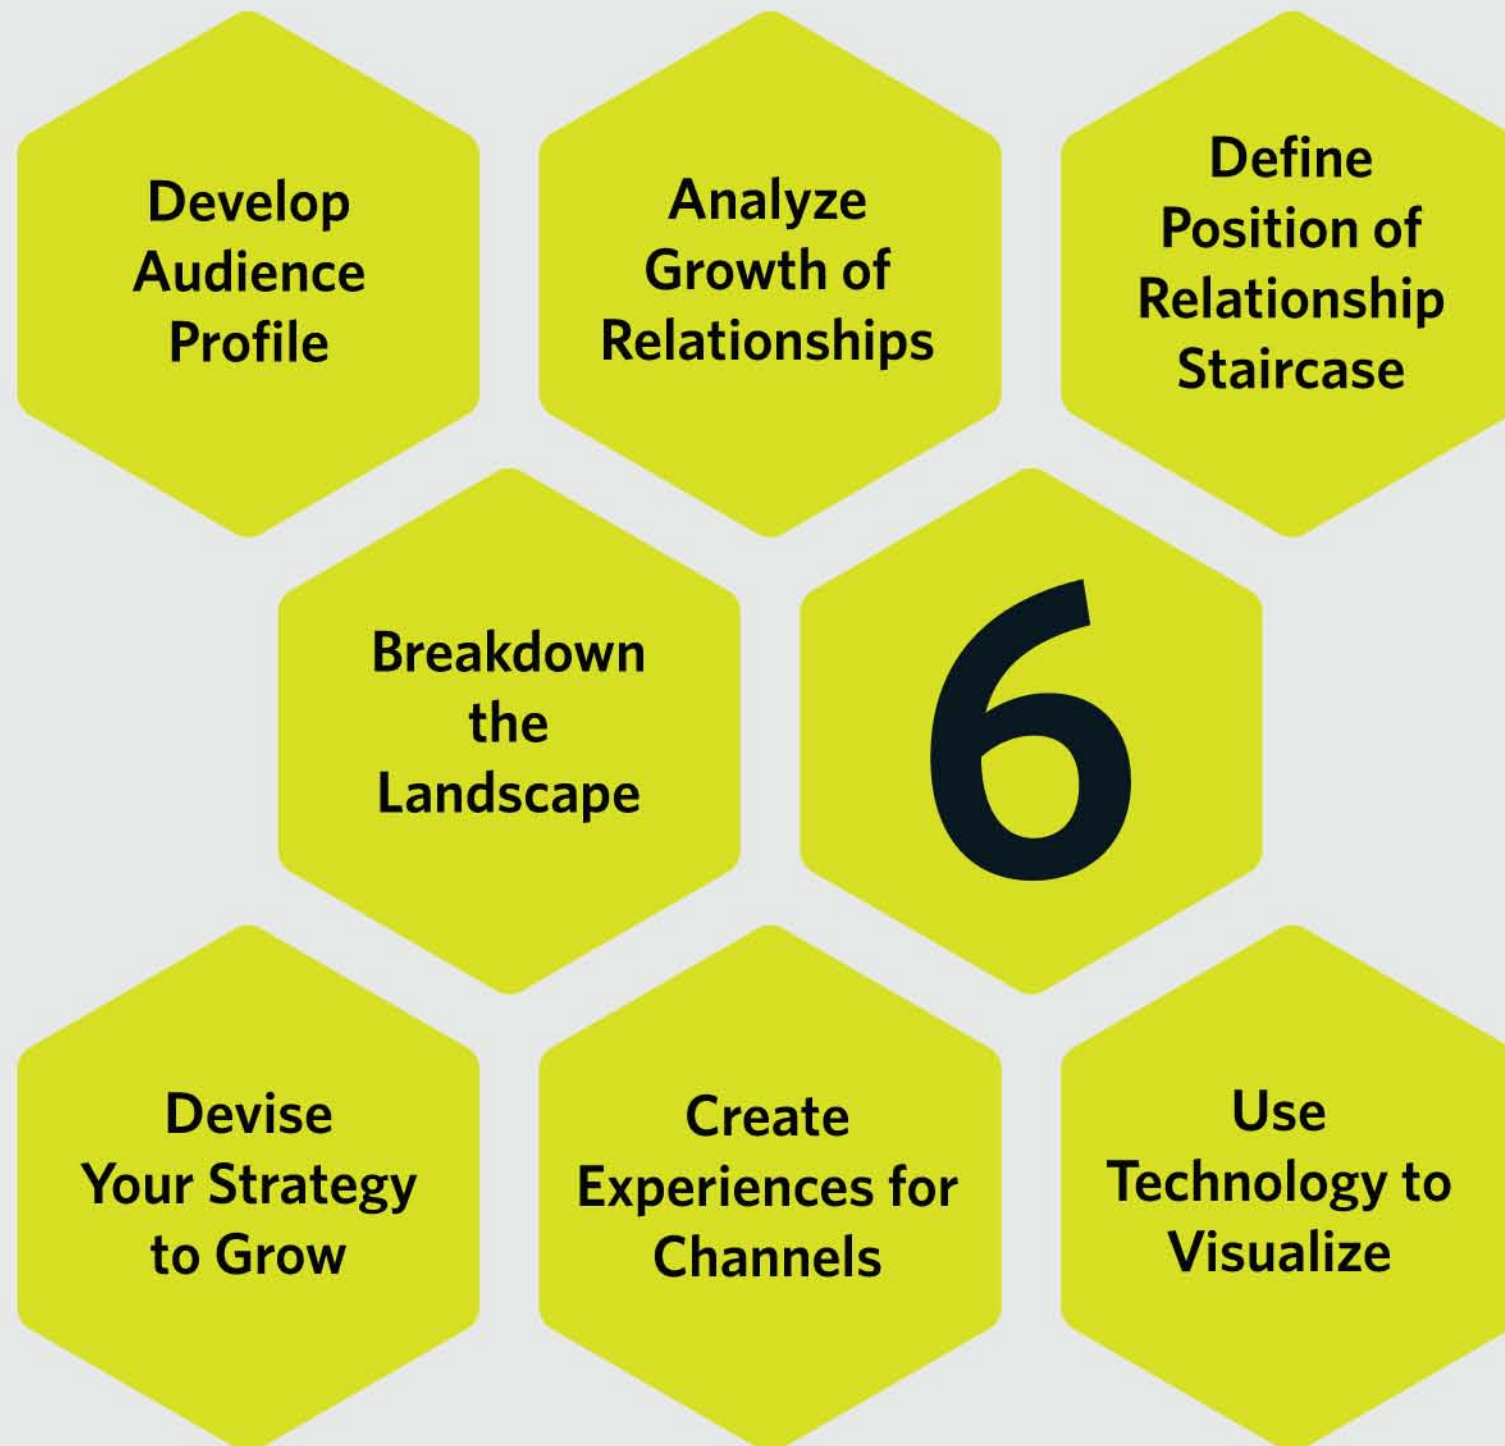 Develop
Audience
Profile
Analyze
Growth of
Relationships
Define
Position of
Relationship
Staircase
Breakdown
the
Landscape
6
Devise
Your Strategy
to Grow
Create
Experiences for
Channels
Use
Technology to
Visualize